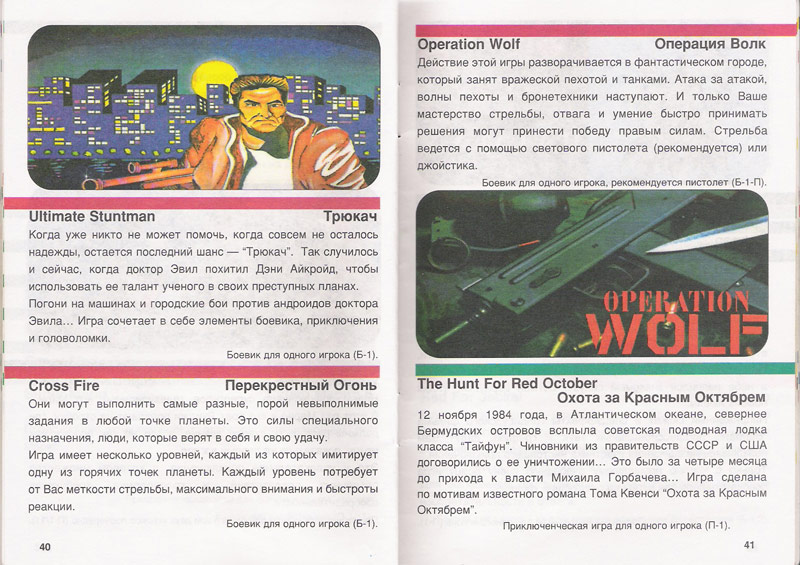 Ultimate Stuntman Трюкач
Когда уже никто не может помочь, когда совсем не осталось
надежды, остается последний шанс — “Трюкач”. Так случилось
и сейчас, когда доктор Эвил похитил Дэни Айкройд, чтобы
использовать ее талант ученого в своих преступных планах.
Погони на машинах и городские бои против андроидов доктора
Эвила... Игра сочетает в себе элементы боевика, приключения
и головоломки.
Боевик для одного игрока (Б-1).
Cross Fire Перекрестный Огонь
Они могут выполнить самые разные, порой невыполнимые
задания в любой точке планеты. Это силы специального
назначения, люди, которые верят в себя и свою удачу.
Игра имеет несколько уровней, каждый из которых имитирует
одну из горячих точек планеты. Каждый уровень потребует
от Вас меткости стрельбы, максимального внимания и быстроты
реакции.
Боевик для одного игрока (Б-1).
40
Operation Wolf Операция Волк
Действие этой игры разворачивается в фантастическом городе,
который занят вражеской пехотой и танками. Атака за атакой,
волны пехоты и бронетехники наступают. И только Ваше
мастерство стрельбы, отвага и умение быстро принимать
решения могут принести победу правым силам. Стрельба
ведется с помощью светового пистолета (рекомендуется) или
джойстика.
Боевик для одного игрока, рекомендуется пистолет (Б-1-П).
OPERATION
WOLF
The Hunt For Red October
Охота за Красным Октябрем
12 ноября 1984 года, в Атлантическом океане, севернее
Бермудских островов всплыла советская подводная лодка
класса “Тайфун”. Чиновники из правительств СССР и США
договорились о ее уничтожении... Это было за четыре месяца
до прихода к власти Михаила Горбачева... Игра сделана
по мотивам известного романа Тома Квенси “Охота за Красным
Октябрем”.
Приключенческая игра для одного игрока (П-1).
41